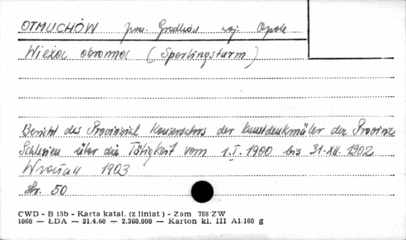 OTMUCHÓW pow. Grodków woj. Opole
Wieża obronna (Sperlingsturm)
Bericht des Provinzial Konservators der Kunstdenkmäler der Provinz
Schlesien über die Tätigkeit vom 1.I.1900 bis 31.XII.1902
Wrocław 1903
Str. 50
CWD - B 15b - Karta katal. (z liniat) - Zam 788 ZW
1060 - ŁDA - 21.4.60 - 2.360.000 - Karton kl. III A1 160 g